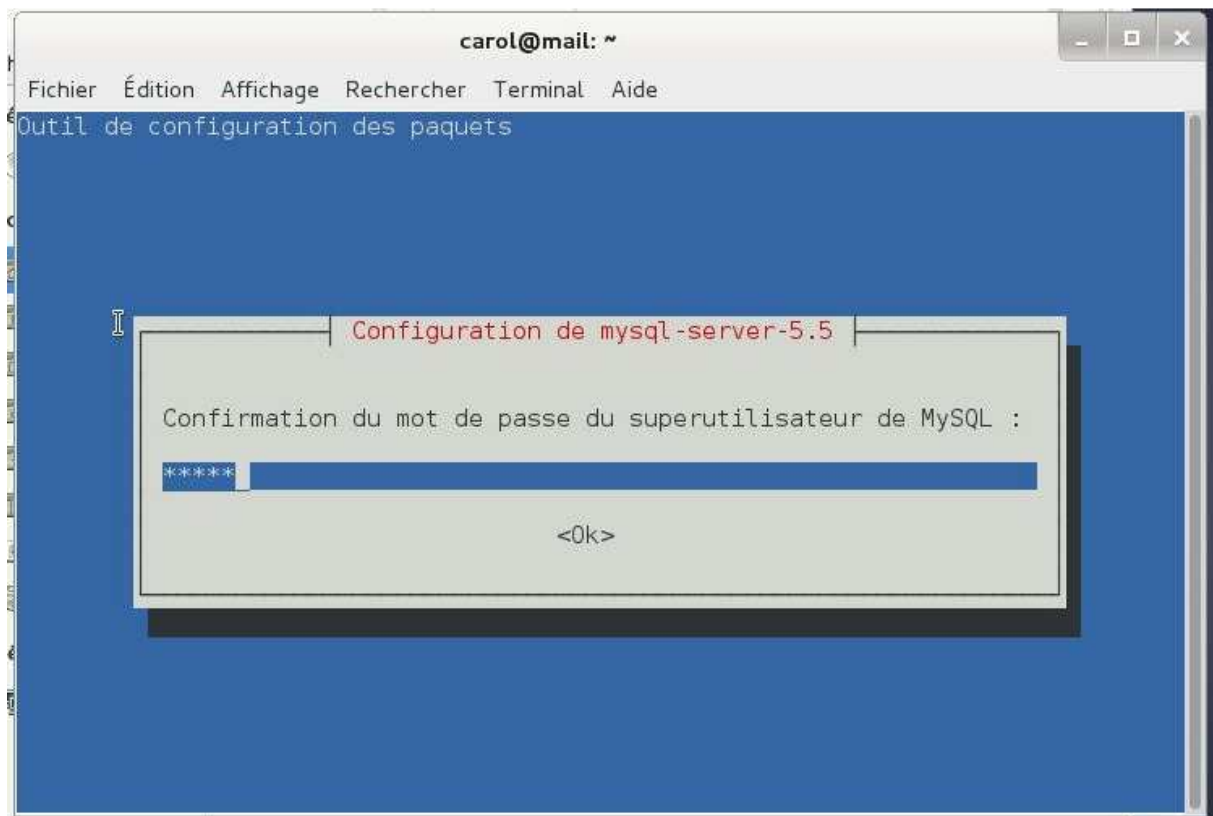 carol@mail: ~
Fichier Édition Affichage Rechercher Terminal Aide
Outil de configuration des paquets
Configuration de mysql-server-5.5
Confirmation du mot de passe du superutilisateur de MySQL :
*****_
<Ok>